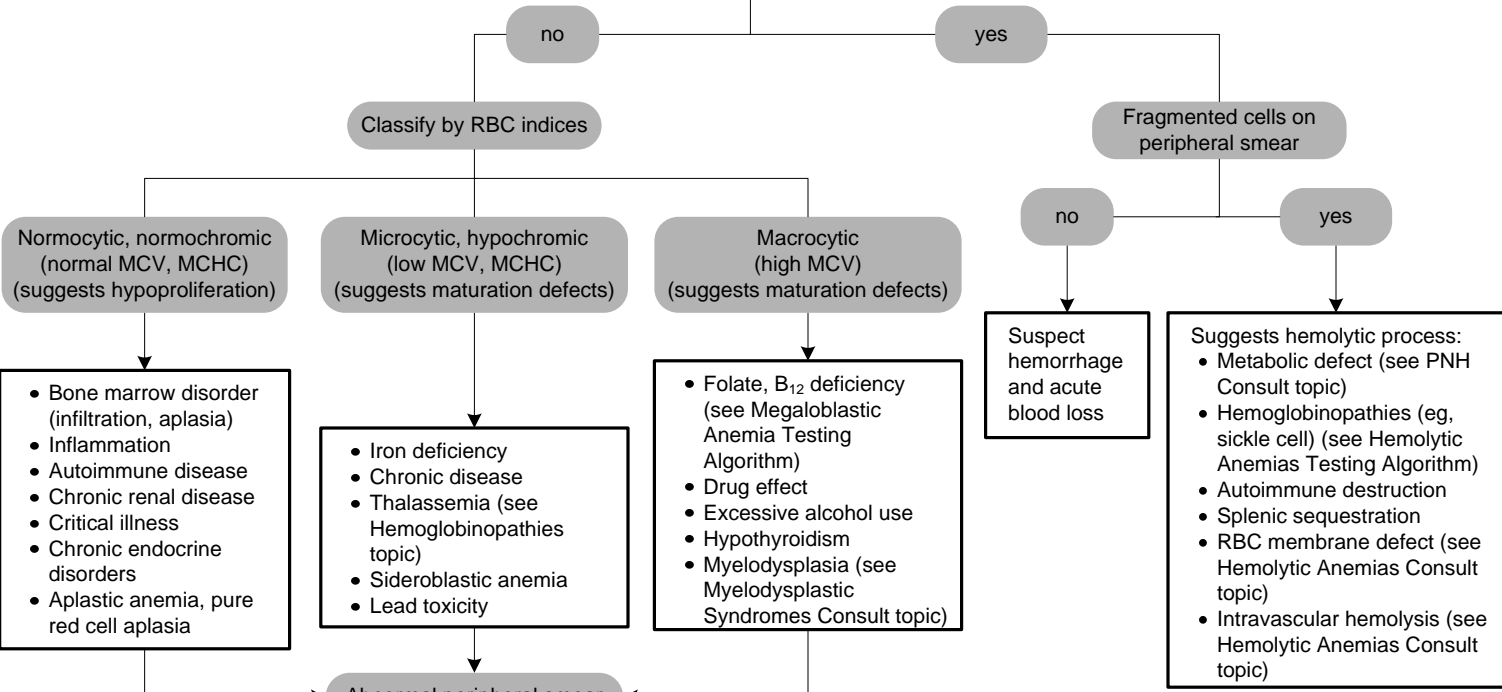 no
yes
Classify by RBC indices
Fragmented cells on
peripheral smear
no
yes
Normocytic, normochromic
(normal MCV, MCHC)
(suggests hypoproliferation)
Microcytic, hypochromic
(low MCV, MCHC)
(suggests maturation defects)
Macrocytic
(high MCV)
(suggests maturation defects)
Suspect
hemorrhage
and acute
blood loss
Suggests hemolytic process:
• Metabolic defect (see PNH
Consult topic)
• Hemoglobinopathies (eg,
sickle cell) (see Hemolytic
Anemias Testing Algorithm)
• Autoimmune destruction
• Splenic sequestration
• RBC membrane defect (see
Hemolytic Anemias Consult
topic)
• Intravascular hemolysis (see
Hemolytic Anemias Consult
topic)
• Bone marrow disorder
(infiltration, aplasia)
• Inflammation
• Autoimmune disease
• Chronic renal disease
• Critical illness
• Chronic endocrine
disorders
• Aplastic anemia, pure
red cell aplasia
• Iron deficiency
• Chronic disease
• Thalassemia (see
Hemoglobinopathies
topic)
• Sideroblastic anemia
• Lead toxicity
• Folate, B₁₂ deficiency
(see Megaloblastic
Anemia Testing
Algorithm)
• Drug effect
• Excessive alcohol use
• Hypothyroidism
• Myelodysplasia (see
Myelodysplastic
Syndromes Consult topic)
Abnormal peripheral smear